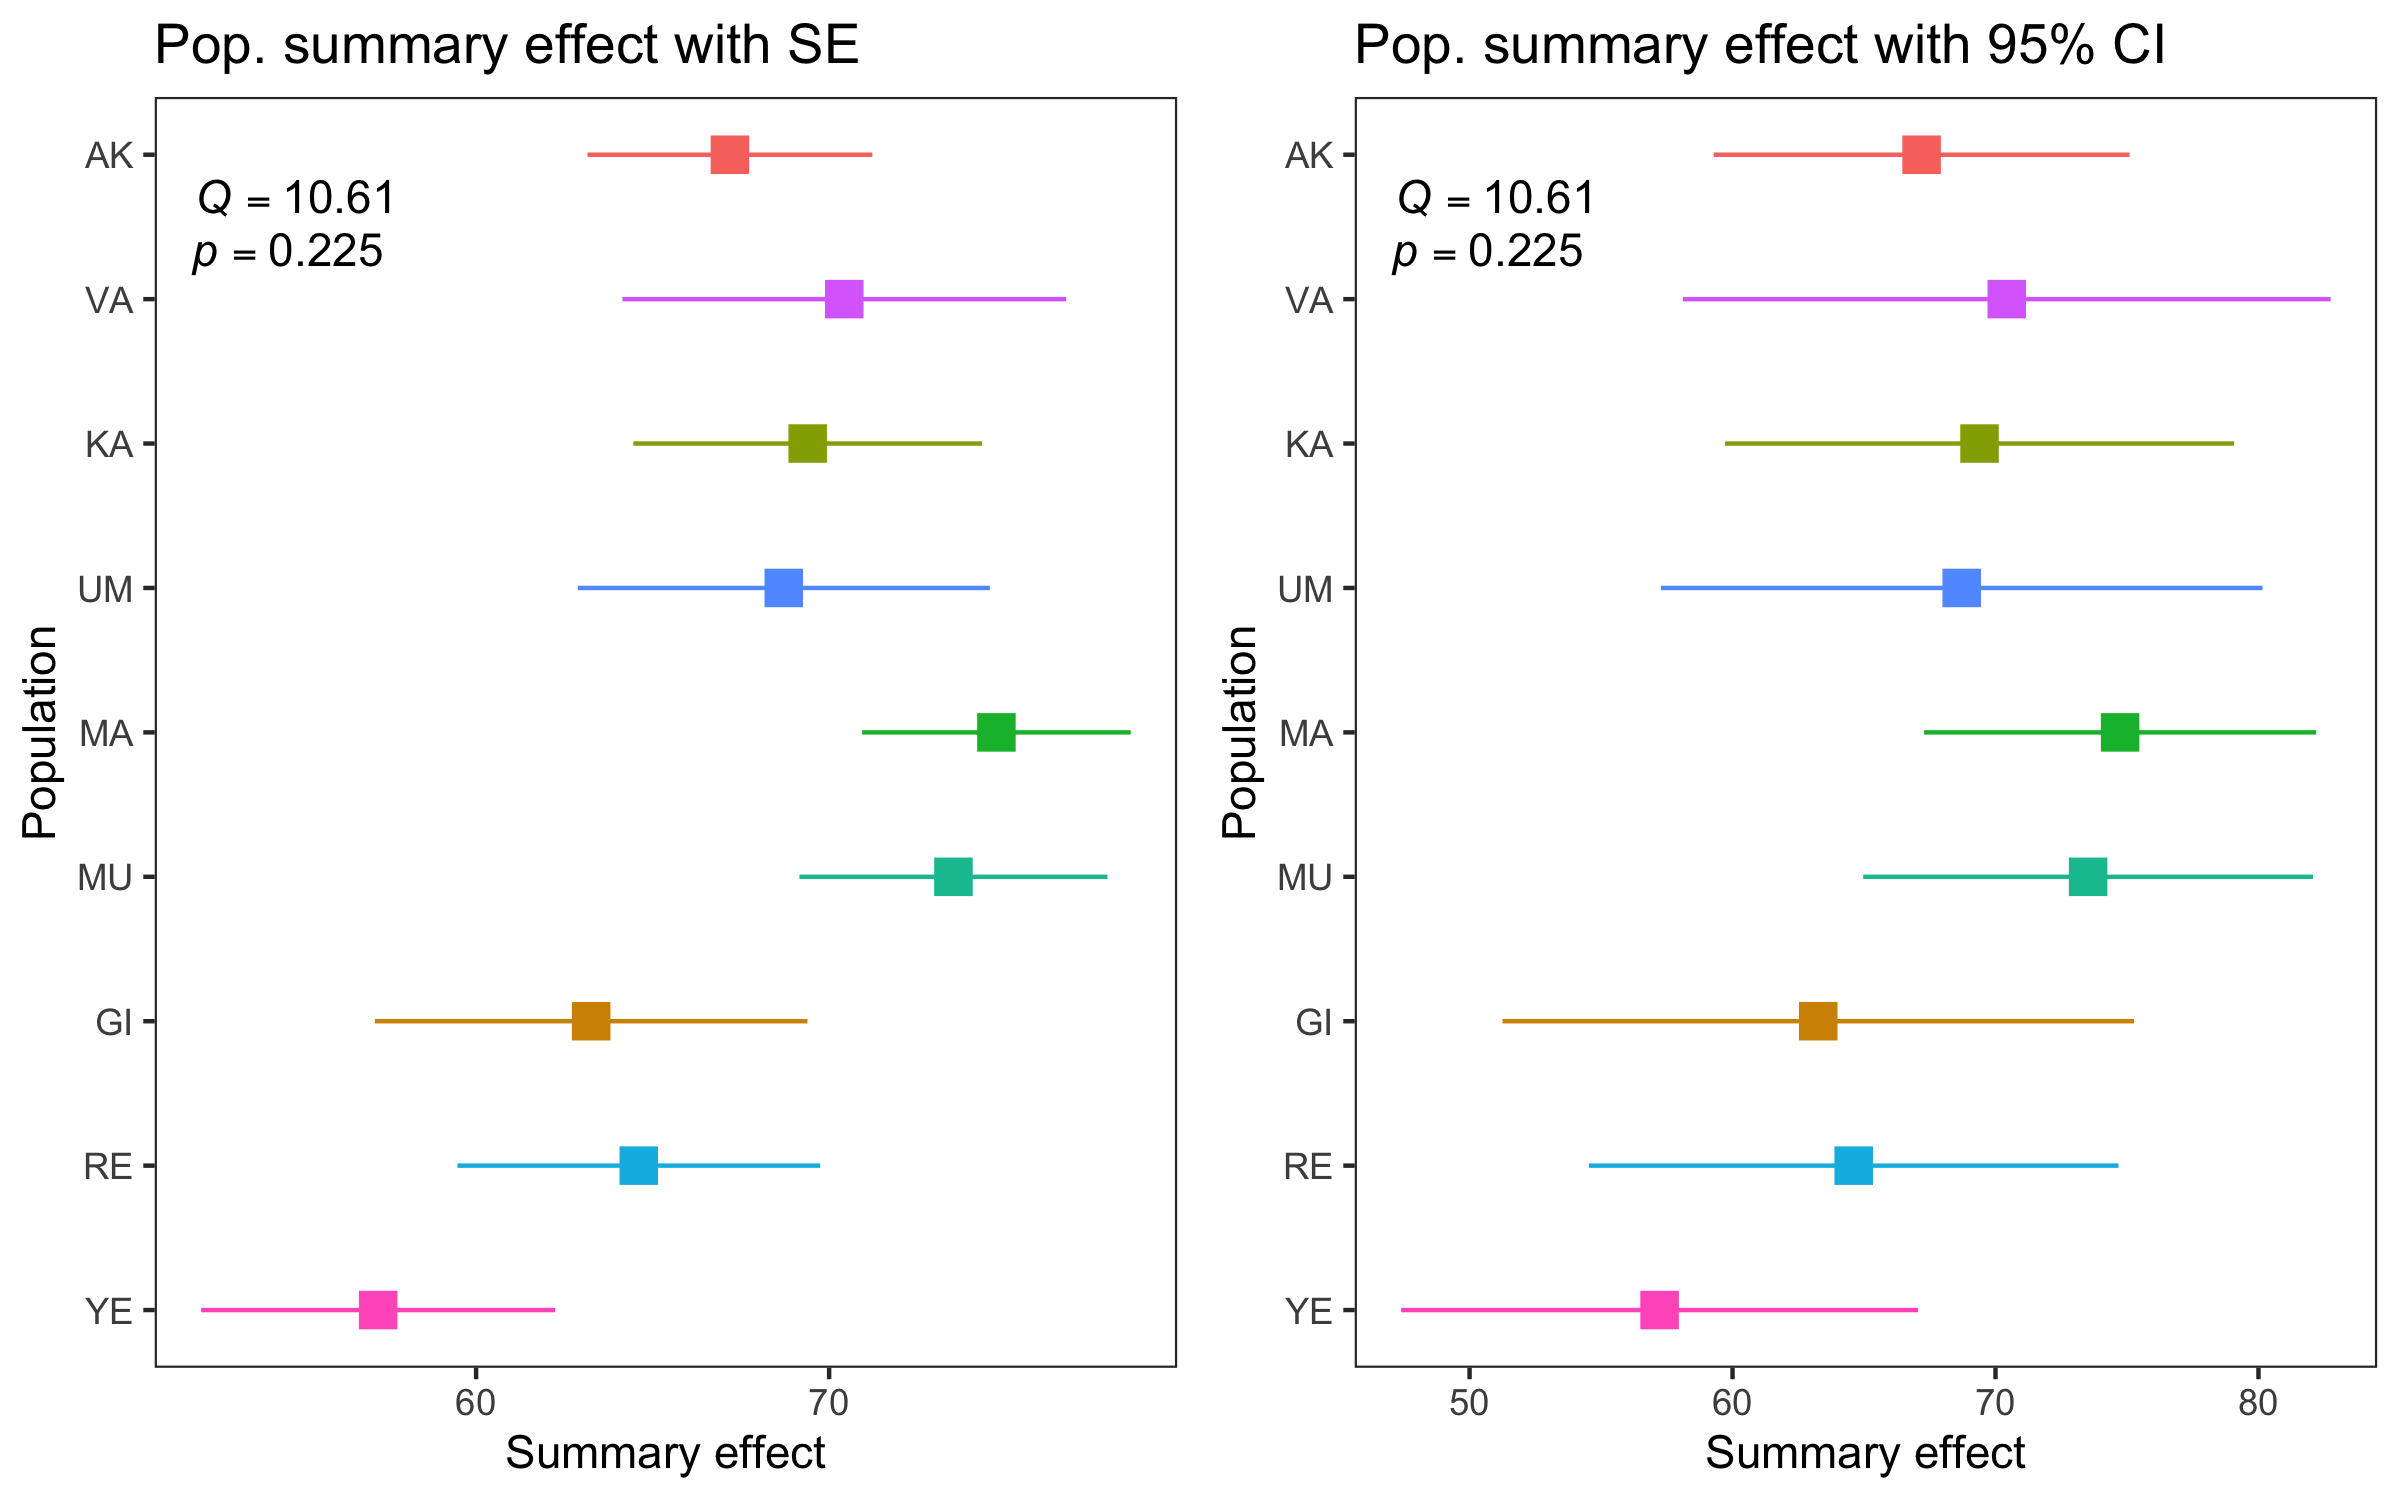 Pop. summary effect with SE
Q = 10.61
p = 0.225
AK
VA
KA
UM
MA
MU
GI
RE
YE
Population
60 70
Summary effect
Pop. summary effect with 95% CI
Q = 10.61
p = 0.225
AK
VA
KA
UM
MA
MU
GI
RE
YE
Population
50 60 70 80
Summary effect